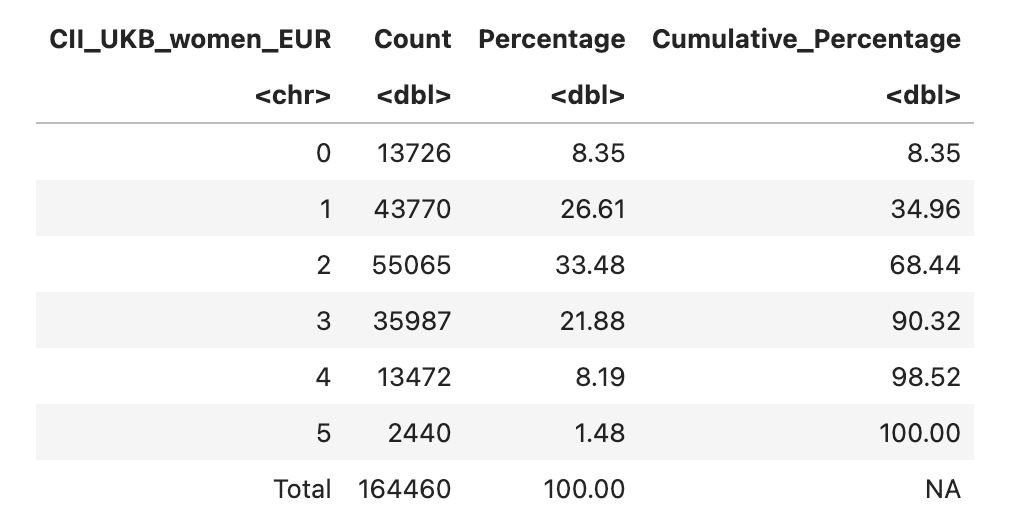 CII_UKB_women_EUR Count Percentage Cumulative_Percentage
<chr> <dbl> <dbl> <dbl>
0 13726 8.35 8.35
1 43770 26.61 34.96
2 55065 33.48 68.44
3 35987 21.88 90.32
4 13472 8.19 98.52
5 2440 1.48 100.00
Total 164460 100.00 NA